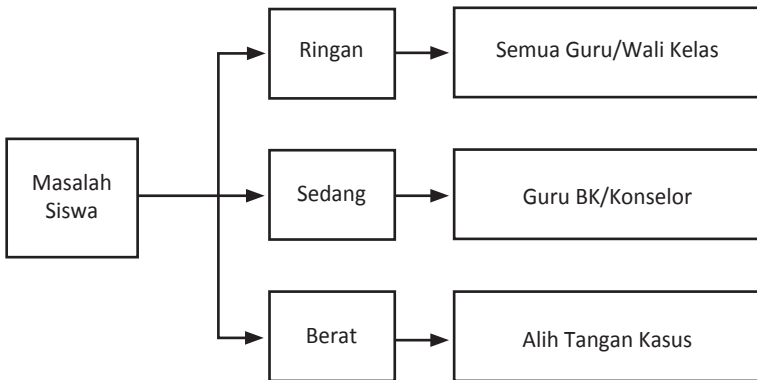 Ringan
Semua Guru/Wali Kelas
Masalah
Siswa
Sedang
Guru BK/Konselor
Berat
Alih Tangan Kasus